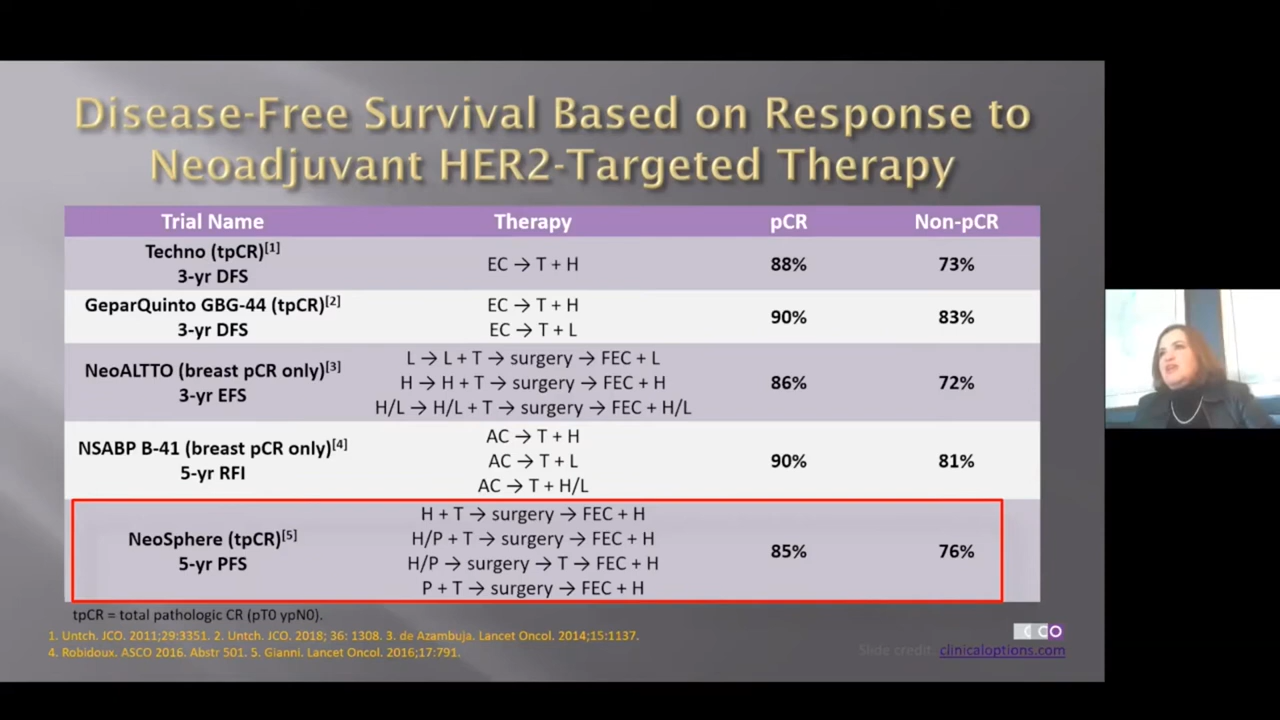 Disease-Free Survival Based on Response to
Neoadjuvant HER2-Targeted Therapy
Trial Name Therapy pCR Non-pCR
Techno (tpCR)[1]
3-yr DFS
EC → T + H
88% 73%
GeparQuinto GBG-44 (tpCR)[2]
3-yr DFS
EC → T + H
EC → T + L
90% 83%
NeoALTTO (breast pCR only)[3]
3-yr EFS
L → L + T → surgery → FEC + L
H → H + T → surgery → FEC + H
H/L → H/L + T → surgery → FEC + H/L
86% 72%
NSABP B-41 (breast pCR only)[4]
5-yr RFI
AC → T + H
AC → T + L
AC → T + H/L
90% 81%
NeoSphere (tpCR)[5]
5-yr PFS
H + T → surgery → FEC + H
H/P + T → surgery → FEC + H
H/P → surgery → T → FEC + H
P + T → surgery → FEC + H
85% 76%
tpCR = total pathologic CR (pT0 ypN0).
1. Untch. JCO. 2011;29:3351. 2. Untch. JCO. 2018; 36: 1308. 3. de Azambuja. Lancet Oncol. 2014;15:1137.
4. Robidoux. ASCO 2016. Abstr 501. 5. Gianni. Lancet Oncol. 2016;17:791.
CCO
Slide credit: clinicaloptions.com